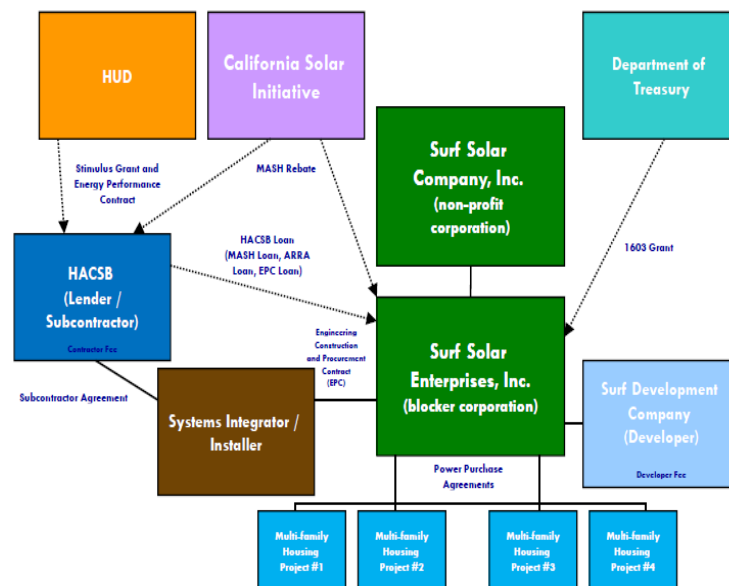 HUD
California Solar
Initiative
Department of
Treasury
Stimulus Grant and
Energy Performance
Contract
MASH Rebate
Surf Solar
Company, Inc.
(non-profit
corporation)
1603 Grant
HACSB Loan
(MASH Loan, ARRA
Loan, EPC Loan)
HACSB
(Lender /
Subcontractor)
Contractor Fee
Engineering
Construction
and Procurement
Contract
(EPC)
Surf Solar
Enterprises, Inc.
(blocker corporation)
Subcontractor Agreement
Systems Integrator /
Installer
Surf Development
Company
(Developer)
Developer Fee
Power Purchase
Agreements
Multi-family
Housing
Project #1
Multi-family
Housing
Project #2
Multi-family
Housing
Project #3
Multi-family
Housing
Project #4